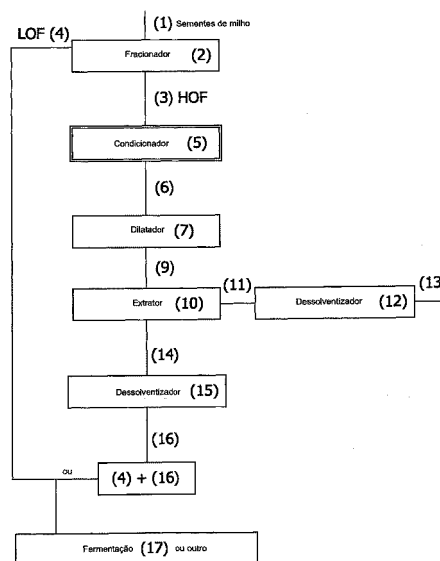 (1) Sementes de milho
LOF (4)
Fracionador (2)
(3) HOF
Condicionador (5)
(6)
Dilatador (7)
(9)
Extrator (10)
(11)
Dessolventizador (12)
(13)
(14)
Dessolventizador (15)
(16)
ou
(4) + (16)
Fermentação (17) ou outro